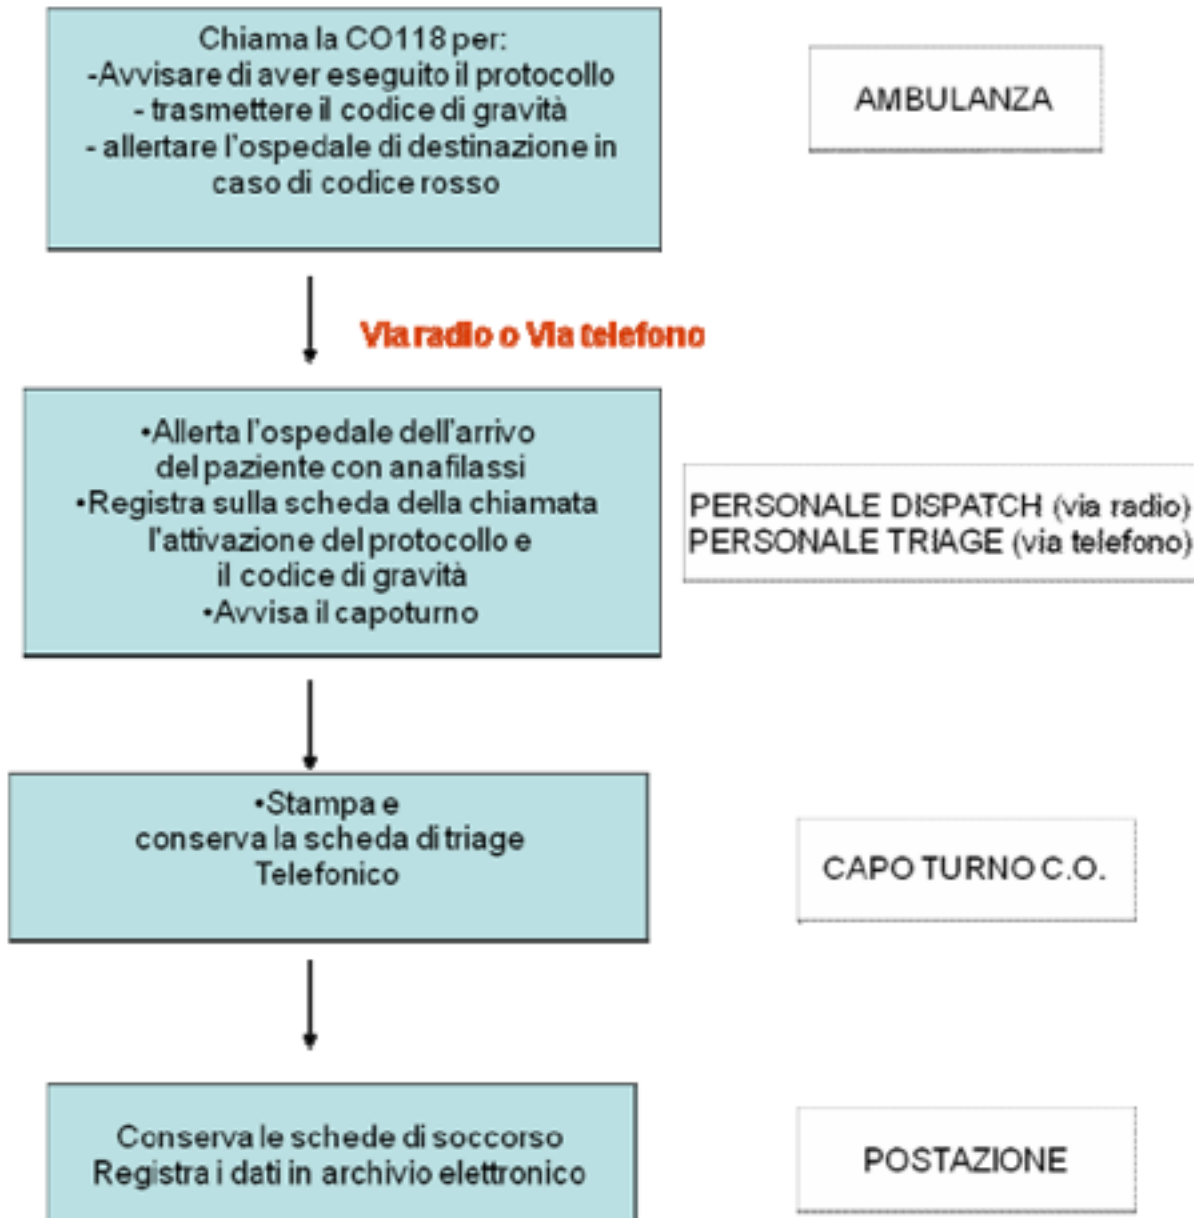 Chiama la CO118 per:
-Avvisare di aver eseguito il protocollo
- trasmettere il codice di gravità
- allertare l'ospedale di destinazione in
caso di codice rosso
AMBULANZA
Via radio o Via telefono
•Allerta l'ospedale dell'arrivo
del paziente con anafilassi
•Registra sulla scheda della chiamata
l'attivazione del protocollo e
il codice di gravità
•Avvisa il capoturno
PERSONALE DISPATCH (via radio)
PERSONALE TRIAGE (via telefono)
•Stampa e
conserva la scheda di triage
Telefonico
CAPO TURNO C.O.
Conserva le schede di soccorso
Registra i dati in archivio elettronico
POSTAZIONE